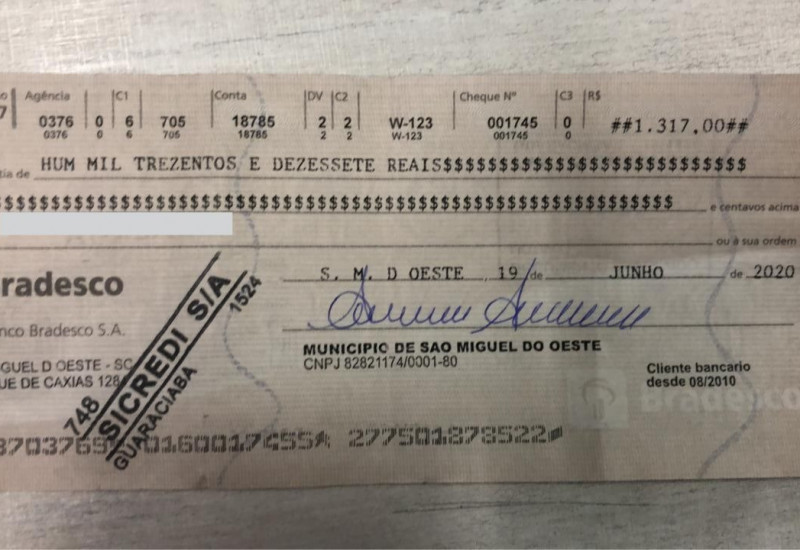 Agência C1 Conta DV C2 Cheque Nº C3 R$
0376 0 6 705 18785 2 2 W-123 001745 0 ##1.317,00##
0376 0 6 705 18785 2 2 W-123 001745 0
HUM MIL TREZENTOS E DEZESSETE REAIS$$$$$$$$$$$$$$$$$$$$$$$$$$$
e centavos acima
ou à sua ordem
S. M. D OESTE 19 de JUNHO de 2020
radesco
nco Bradesco S.A.
MUNICIPIO DE SAO MIGUEL DO OESTE
CNPJ 82821174/0001-80
GUEL D OESTE - SC
UE DE CAXIAS 128
Cliente bancario
desde 08/2010
Bradesco
748 SICREDI S/A 1524
GUARACIABA